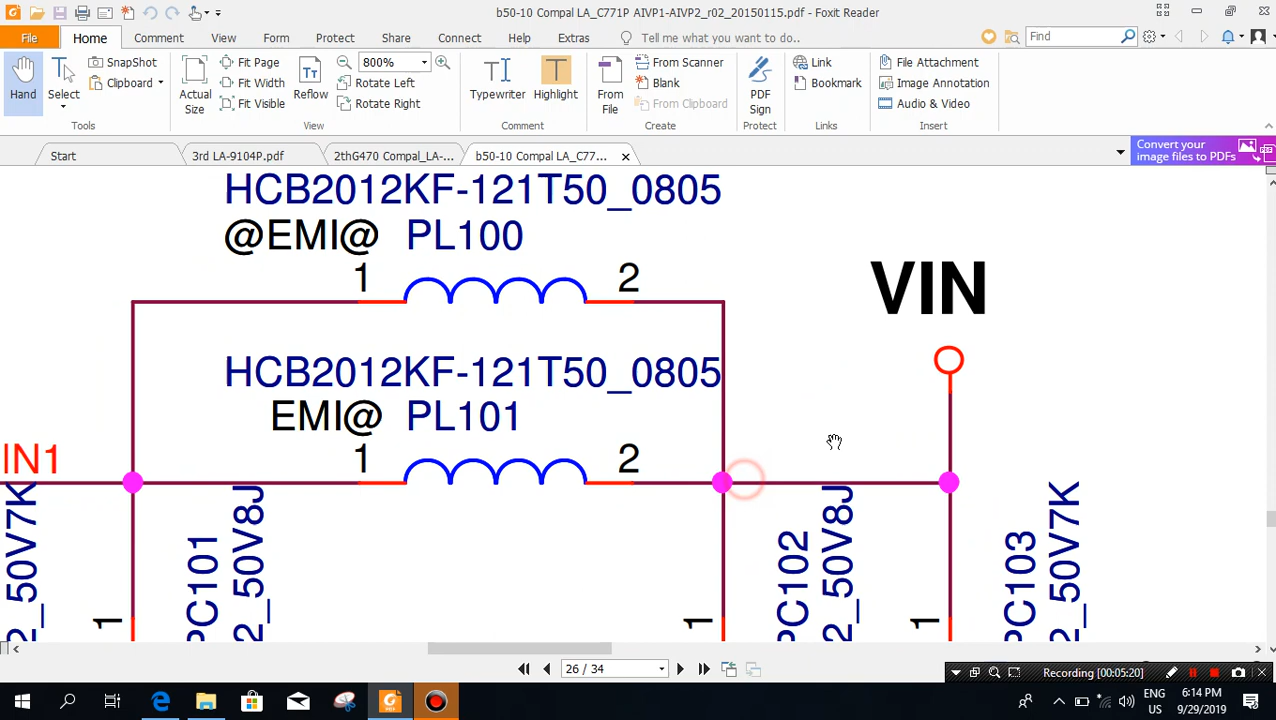 b50-10 Compal LA_C771P AIVP1-AIVP2_r02_20150115.pdf - Foxit Reader
File Home Comment View Form Protect Share Connect Help Extras Tell me what you want to do.. Find
Hand
Select
SnapShot
Clipboard
Tools
Actual
Size
Fit Page
Fit Width
Fit Visible
Reflow
800%
Rotate Left
Rotate Right
View
Typewriter
Highlight
Comment
From
File
From Scanner
Blank
From Clipboard
Create
PDF
Sign
Protect
Link
Bookmark
Links
File Attachment
Image Annotation
Audio & Video
Insert
Start 3rd LA-9104P.pdf 2thG470 Compal_LA-... b50-10 Compal LA_C77...
Convert your
image files to PDFs
HCB2012KF-121T50_0805
@EMI@ PL100
1 2
VIN
HCB2012KF-121T50_0805
EMI@ PL101
1 2
IN1
2_50V7K
1
PC101
2_50V8J
1
PC102
2_50V8J
1
PC103
2_50V7K
26 / 34
Recording [00:05:20]
ENG
US
6:14 PM
9/29/2019